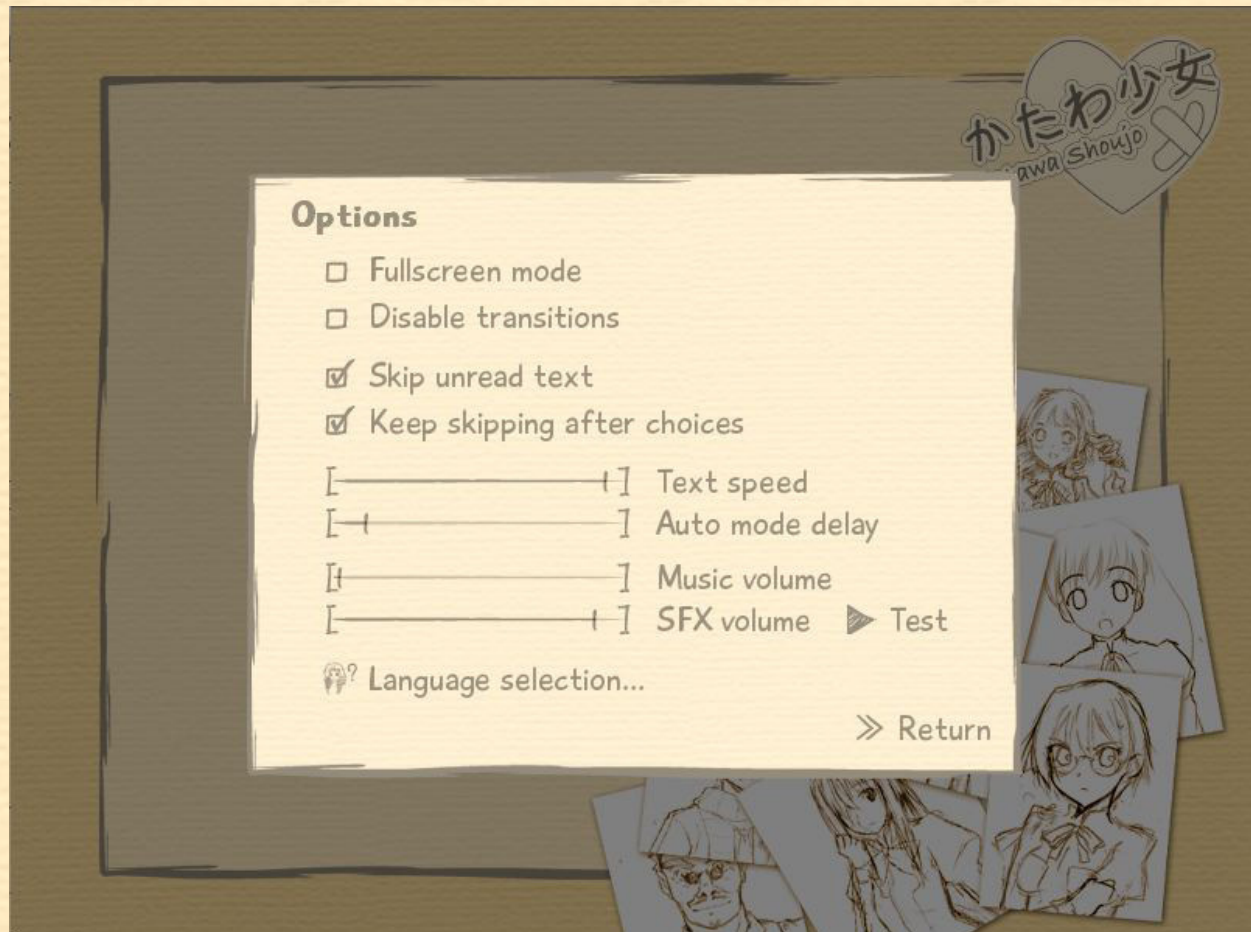 かたわ少女
awa Shoujo
Options
Fullscreen mode
Disable transitions
Skip unread text
Keep skipping after choices
Text speed
Auto mode delay
Music volume
SFX volume Test
? Language selection...
Return